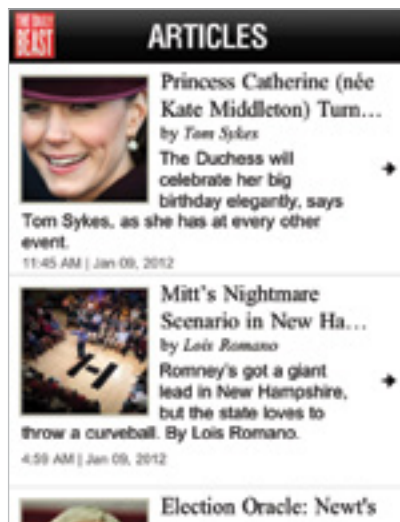 THE DAILY
BEAST
ARTICLES
Princess Catherine (née
Kate Middleton) Turn…
by Tom Sykes
The Duchess will
celebrate her big
birthday elegantly, says
Tom Sykes, as she has at every other
event.
11:45 AM | Jan 09, 2012
Mitt's Nightmare
Scenario in New Ha…
by Lois Romano
Romney's got a giant
lead in New Hampshire,
but the state loves to
throw a curveball. By Lois Romano.
4:59 AM | Jan 09, 2012
Election Oracle: Newt's